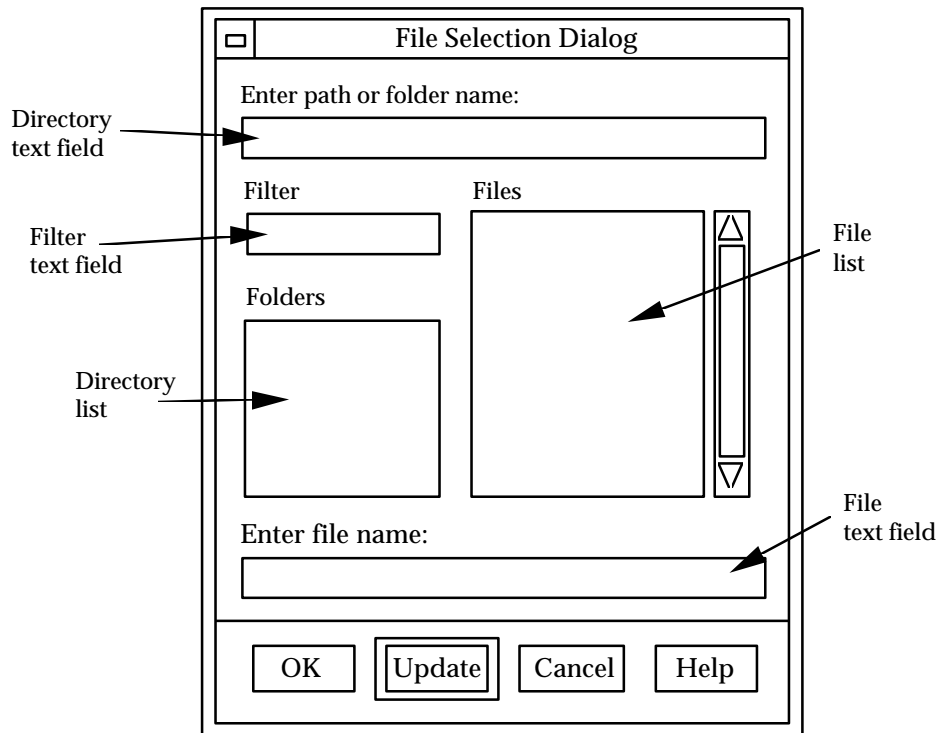 File Selection Dialog
Enter path or folder name:
Directory
text field
Filter
Files
Filter
text field
File
list
Folders
Directory
list
Enter file name:
File
text field
OK
Update
Cancel
Help